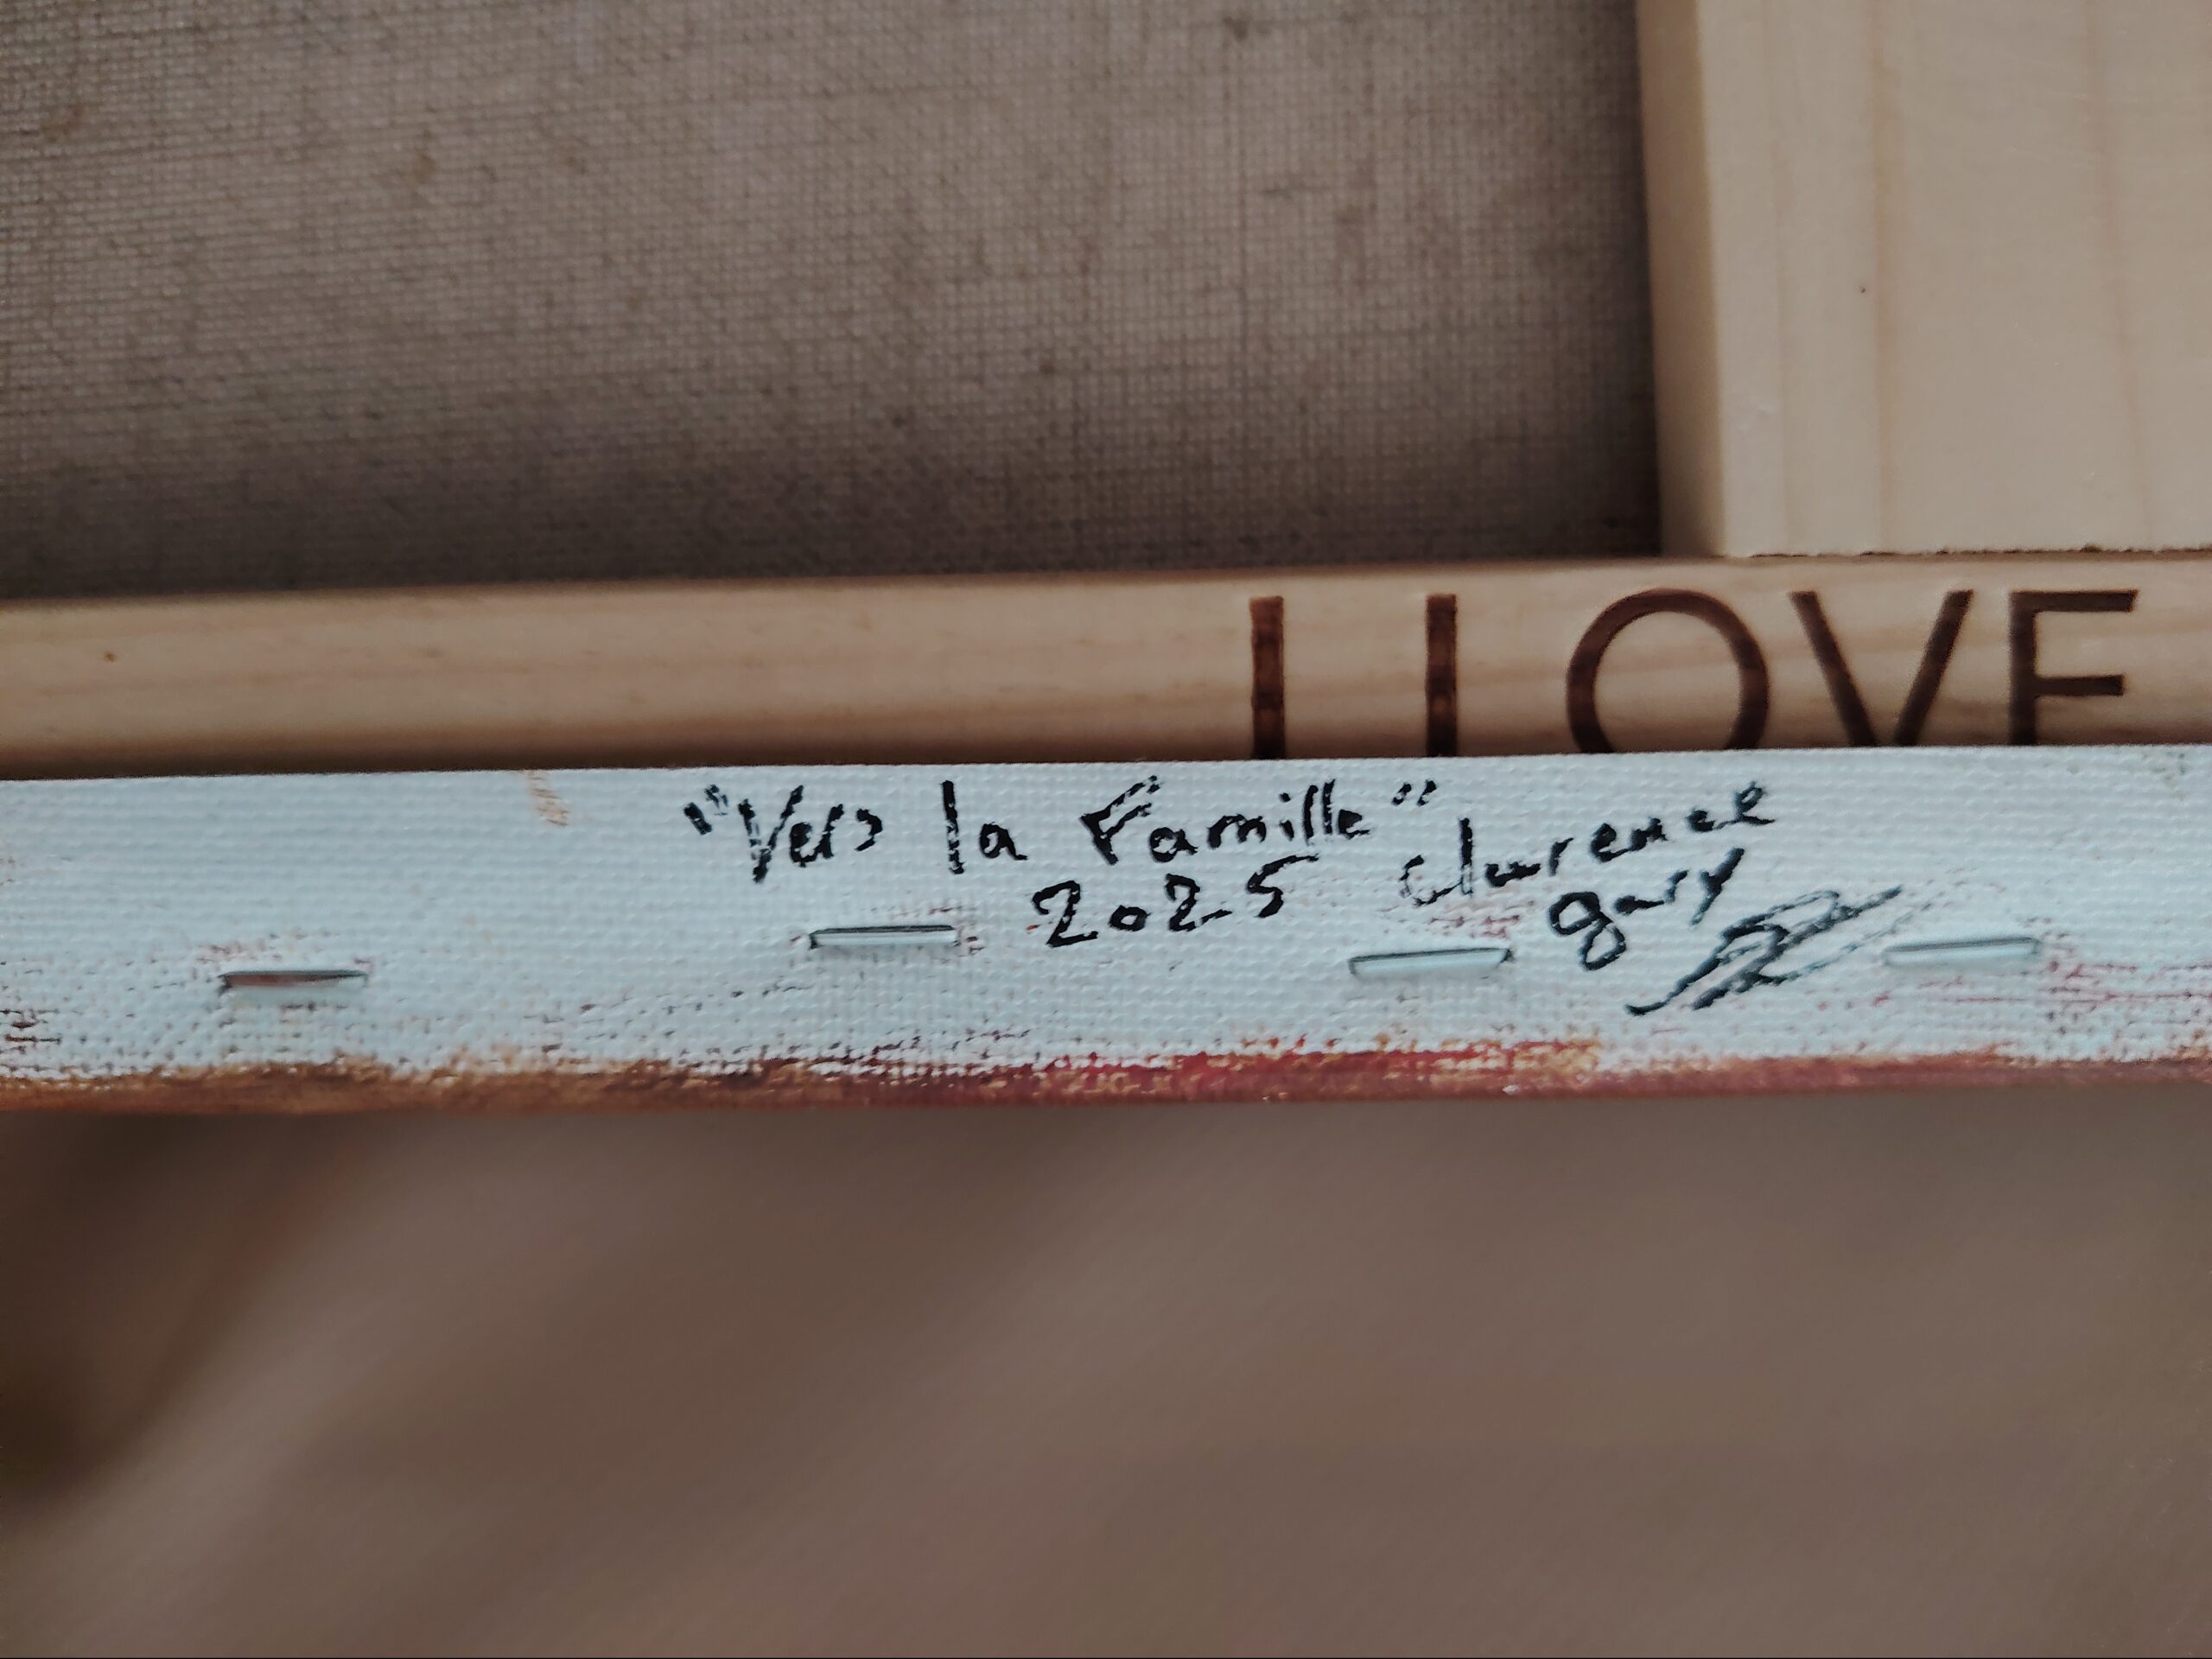 I LOVE
"Vers la Famille"
2025 clarence
gary